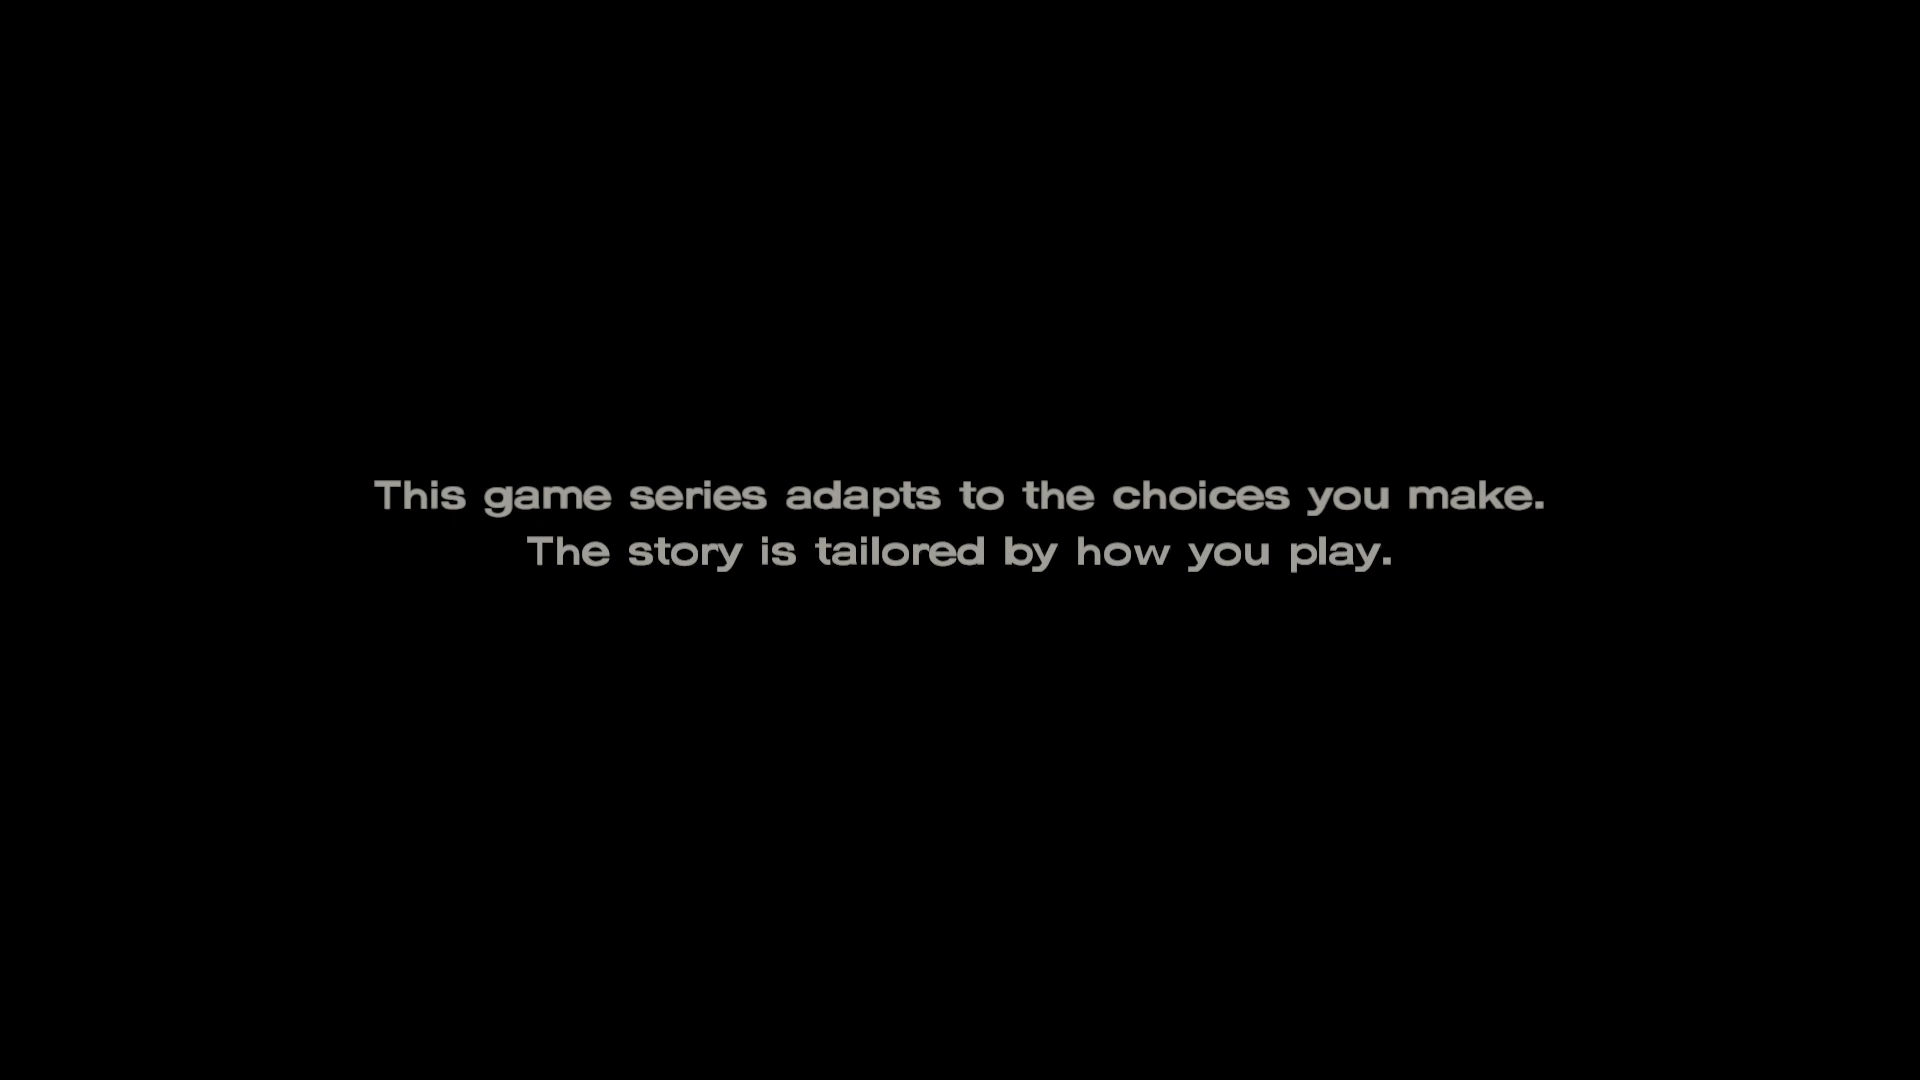 This game series adapts to the choices you make.
The story is tailored by how you play.